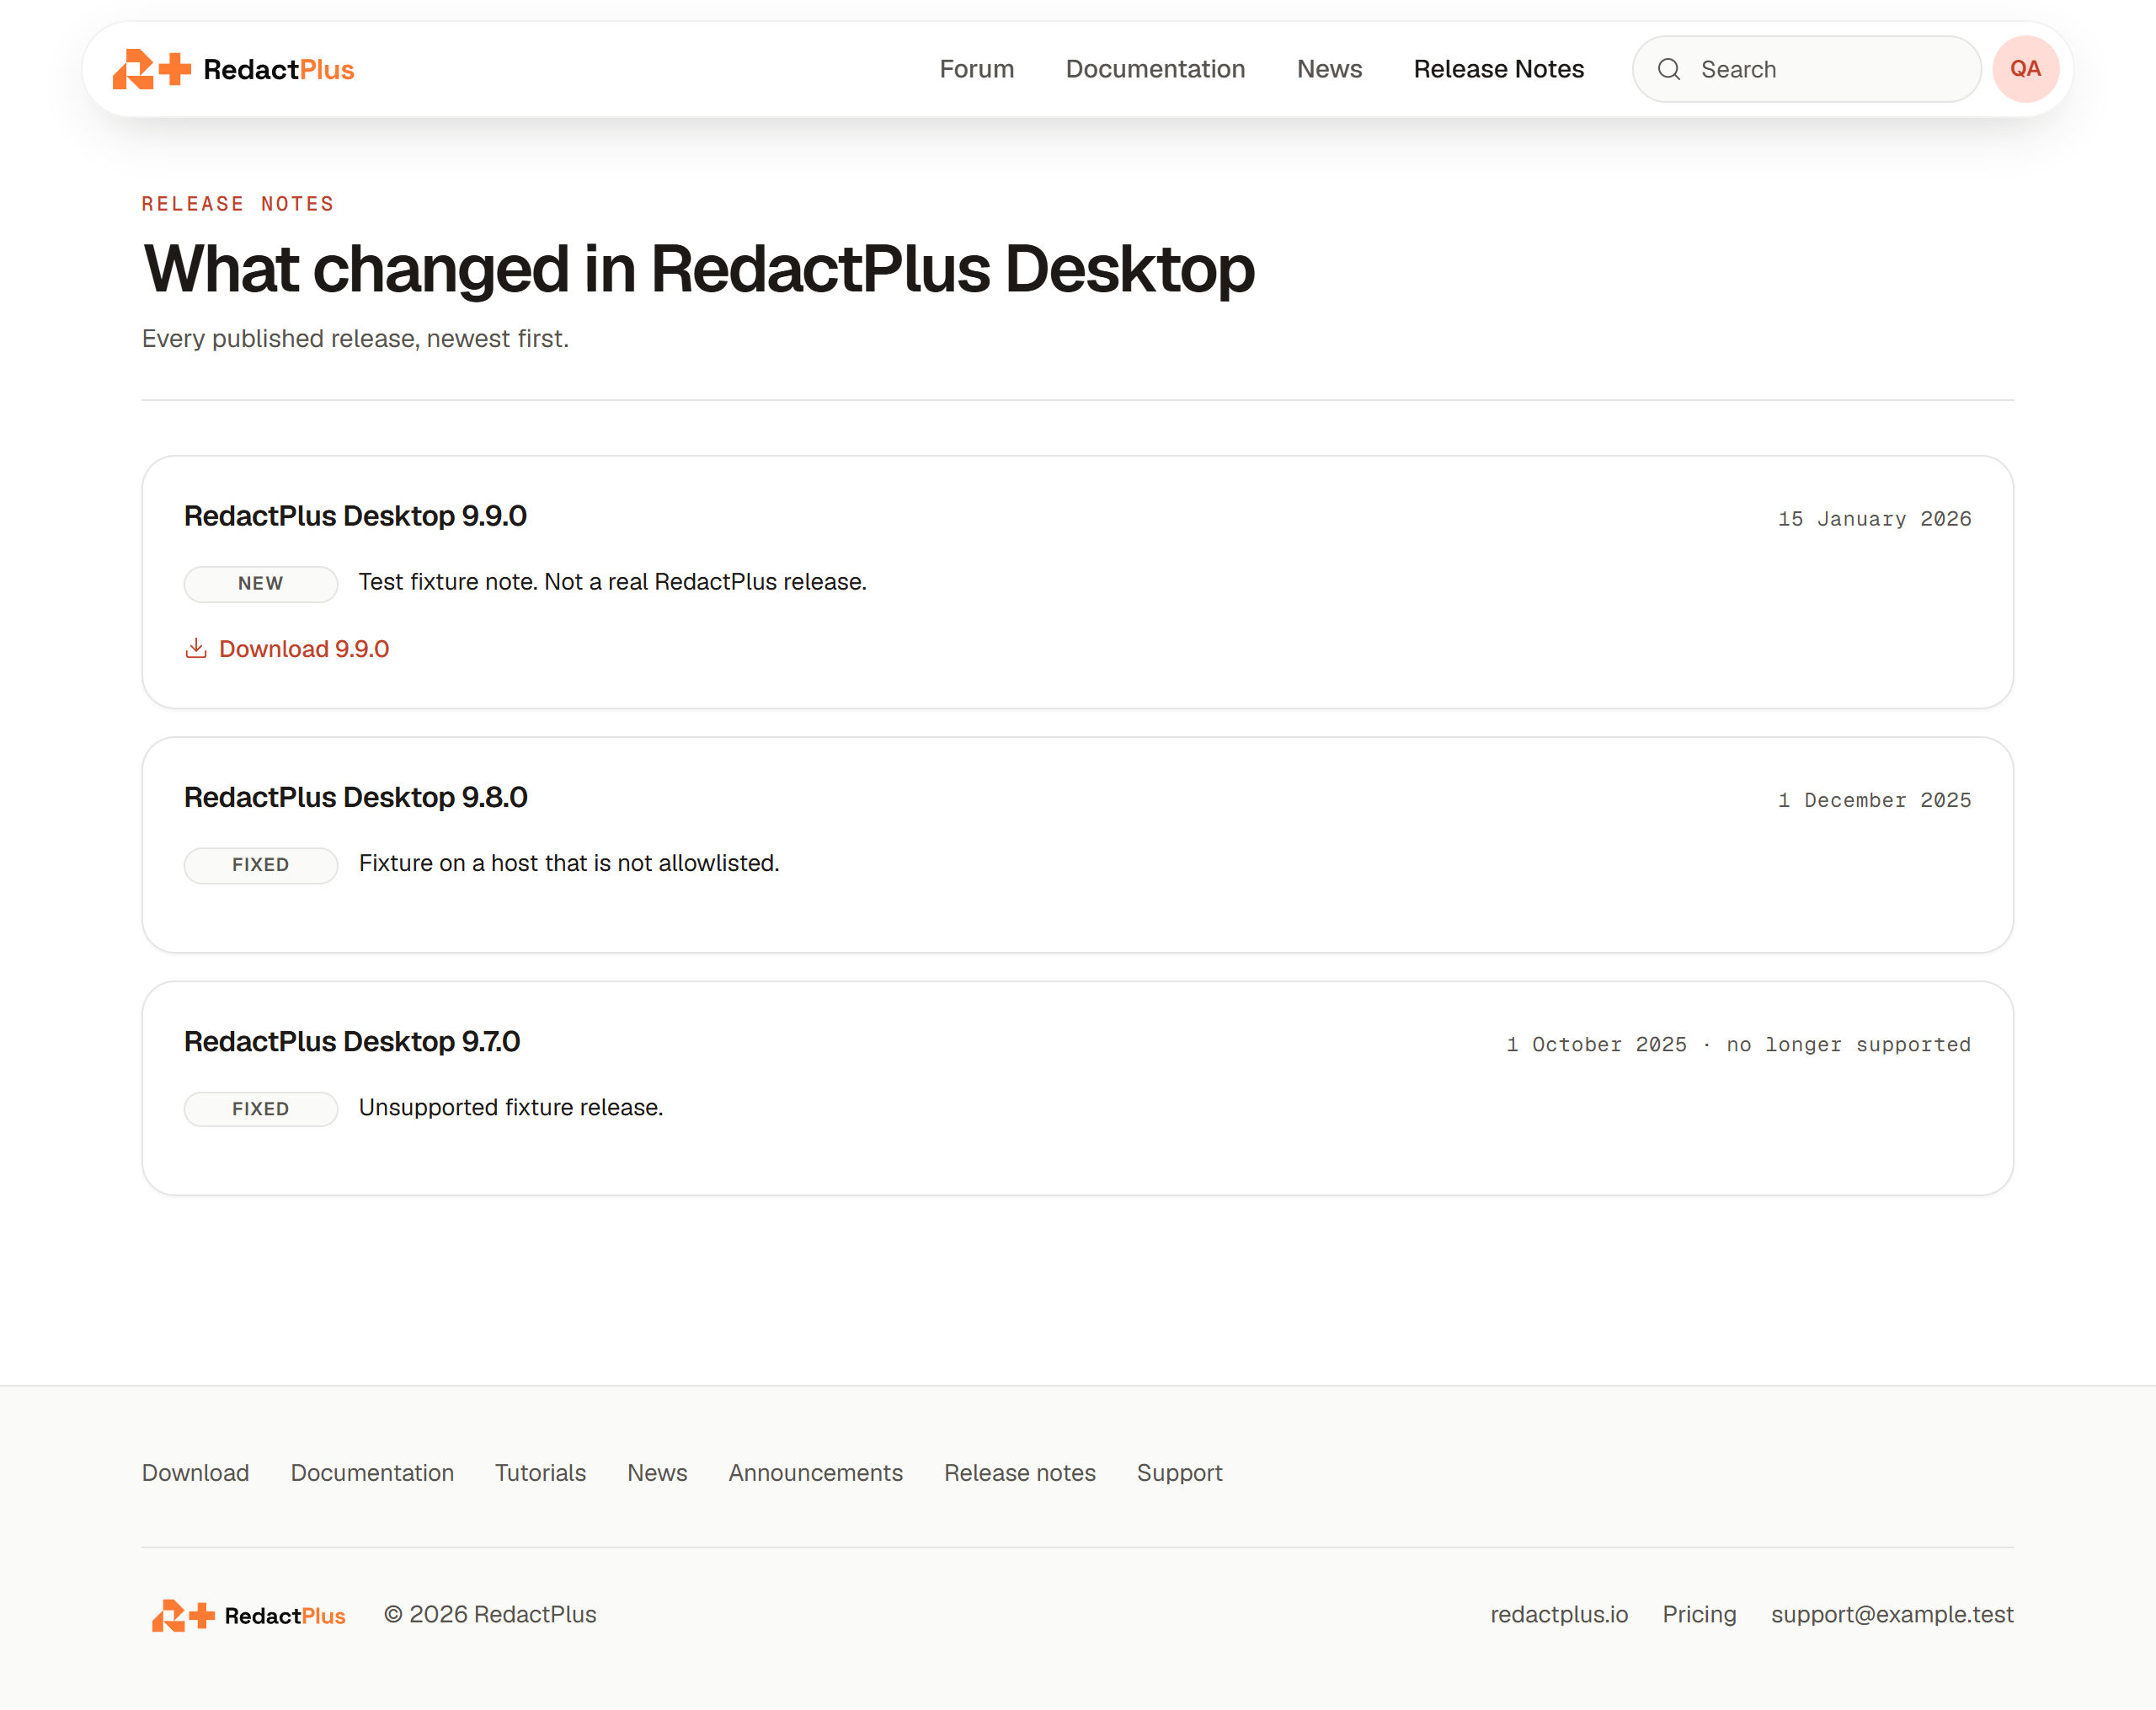 RedactPlus Forum Documentation News Release Notes Search QA
RELEASE NOTES
What changed in RedactPlus Desktop
Every published release, newest first.
RedactPlus Desktop 9.9.0 15 January 2026
NEW Test fixture note. Not a real RedactPlus release.
Download 9.9.0
RedactPlus Desktop 9.8.0 1 December 2025
FIXED Fixture on a host that is not allowlisted.
RedactPlus Desktop 9.7.0 1 October 2025 · no longer supported
FIXED Unsupported fixture release.
Download Documentation Tutorials News Announcements Release notes Support
RedactPlus © 2026 RedactPlus redactplus.io Pricing support@example.test